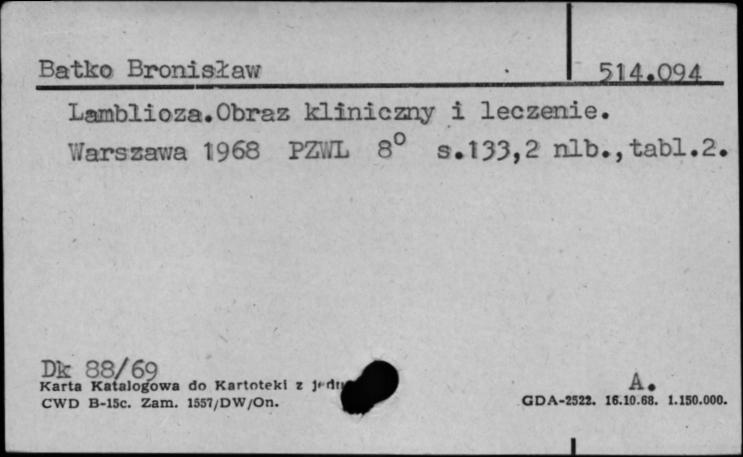 Batko Bronisław 514.094
Lamblioza.Obraz kliniczny i leczenie.
Warszawa 1968 PZWL 8° s.133,2 nlb.,tabl.2.
Dk 88/69
Karta Katalogowa do Kartoteki z
A.
CWD B-15c. Zam. 1557/DW/On.
GDA-2522. 16.10.68. 1.150.000.